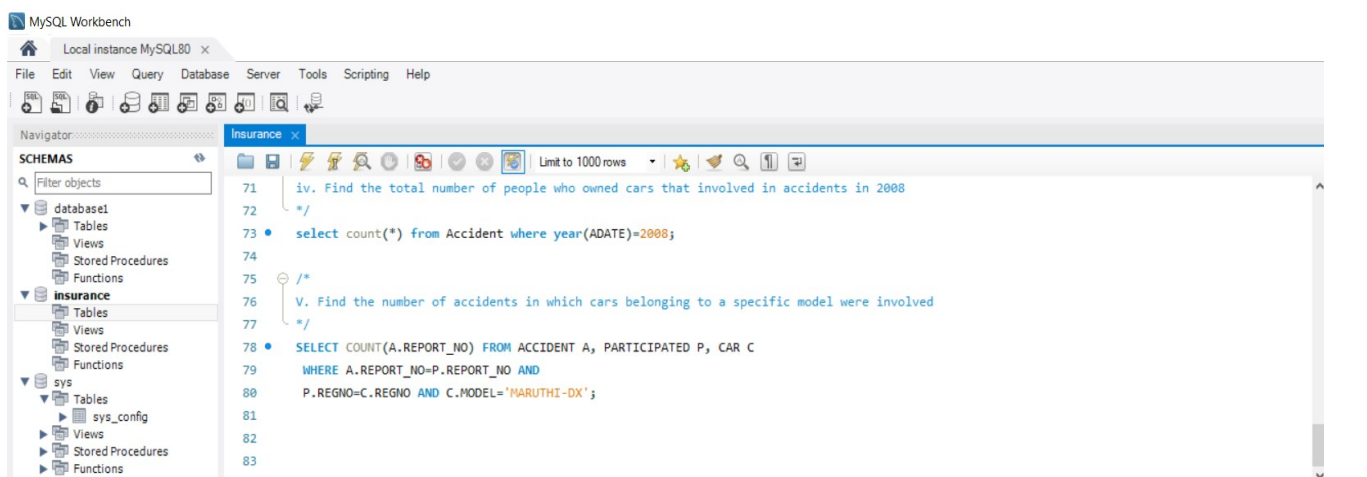 MySQL Workbench
Local instance MySQL80 ×
File Edit View Query Database Server Tools Scripting Help
Navigator
SCHEMAS
Filter objects
database1
Tables
Views
Stored Procedures
Functions
insurance
Tables
Views
Stored Procedures
Functions
sys
Tables
sys_config
Views
Stored Procedures
Functions
Insurance ×
Limit to 1000 rows
71 iv. Find the total number of people who owned cars that involved in accidents in 2008
72 */
73 select count(*) from Accident where year(ADATE)=2008;
74
75 /*
76 V. Find the number of accidents in which cars belonging to a specific model were involved
77 */
78 SELECT COUNT(A.REPORT_NO) FROM ACCIDENT A, PARTICIPATED P, CAR C
79 WHERE A.REPORT_NO=P.REPORT_NO AND
80 P.REGNO=C.REGNO AND C.MODEL='MARUTHI-DX';
81
82
83